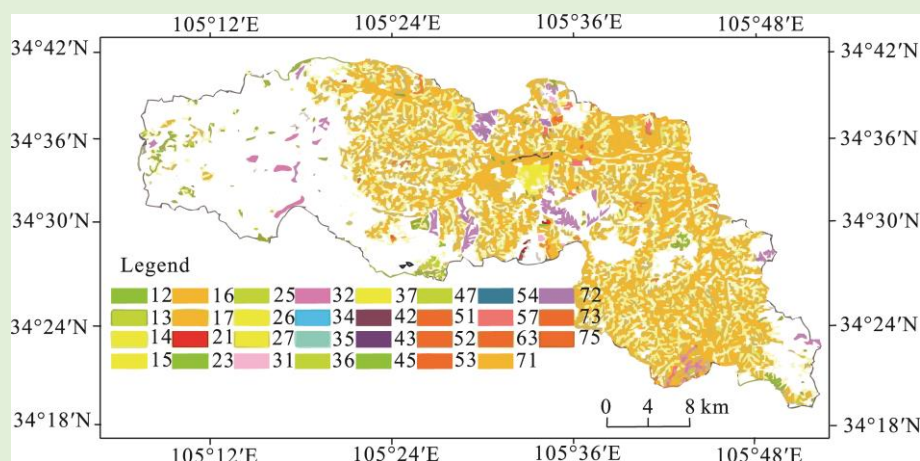 105°12′E 105°24′E 105°36′E 105°48′E
34°42′N 34°42′N
34°36′N 34°36′N
34°30′N 34°30′N
Legend
12 16 25 32 37 47 54 72
13 17 26 34 42 51 57 73
34°24′N 34°24′N
14 21 27 35 43 52 63 75
15 23 31 36 45 53 71
0 4 8 km
34°18′N 34°18′N
105°12′E 105°24′E 105°36′E 105°48′E